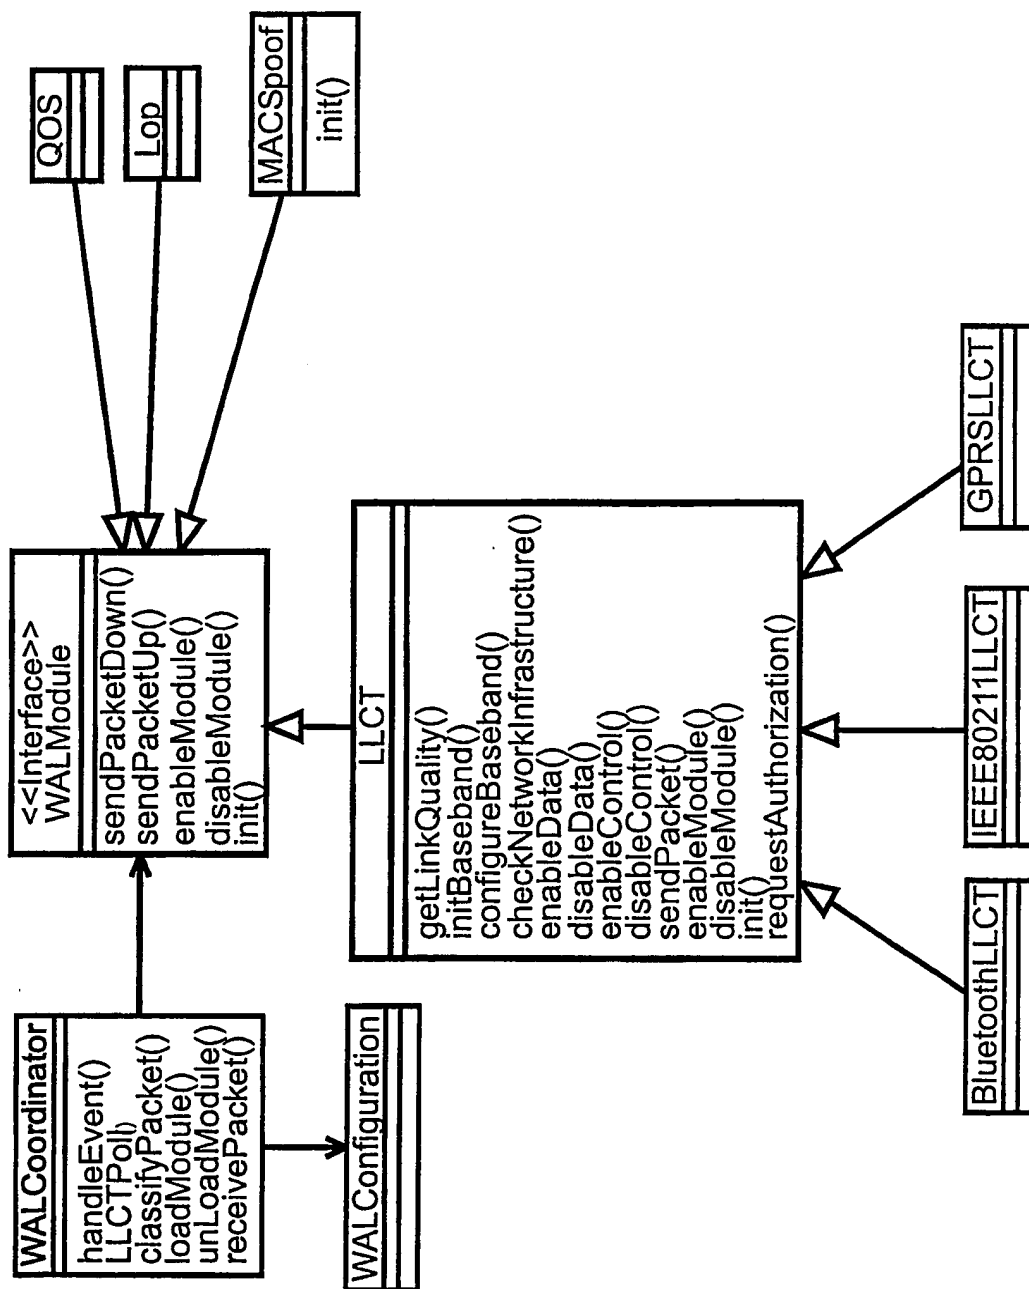 WALCoordinator
handleEvent()
LLCTPoll()
classifyPacket()
loadModule()
unLoadModule()
receivePacket()
WALConfiguration
<<Interface>>
WALModule
sendPacketDown()
sendPacketUp()
enableModule()
disableModule()
init()
QOS
Lop
MACSpoof
init()
LLCT
getLinkQuality()
initBaseband()
configureBaseband()
checkNetworkInfrastructure()
enableData()
disableData()
enableControl()
disableControl()
sendPacket()
enableModule()
disableModule()
init()
requestAuthorization()
BluetoothLLCT
IEEE80211LLCT
GPRSLLCT